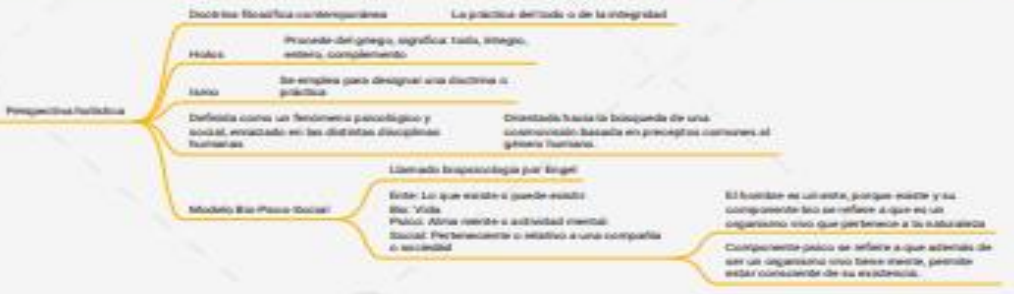 Perspectiva holística
Doctrina filosófica contemporánea
La práctica del todo o de la integridad
Holos
Procede del griego, significa: todo, íntegro,
entero, complemento
Ismo
Se emplea para designar una doctrina o
práctica
Definida como un fenómeno psicológico y
social, enraizado en las distintas disciplinas
humanas
Orientada hacia la búsqueda de una
cosmovisión basada en preceptos comunes al
género humano.
Modelo Bio-Psico-Social
Llamado biopsicología por Engel
Ente: Lo que existe o puede existir
Bio: Vida
Psico: Alma mente o actividad mental
Social: Perteneciente o relativo a una compañía
o sociedad
El hombre es un ente, porque existe y su
componente bio se refiere a que es un
organismo vivo que pertenece a la naturaleza
Componente psico se refiere a que además de
ser un organismo vivo tiene mente, permite
estar consciente de su existencia.